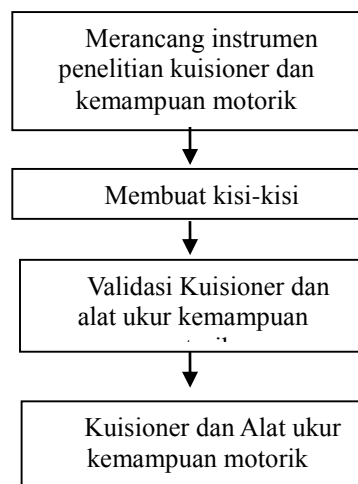 Merancang instrumen
penelitian kuisioner dan
kemampuan motorik
Membuat kisi-kisi
Validasi Kuisioner dan
alat ukur kemampuan
Kuisioner dan Alat ukur
kemampuan motorik